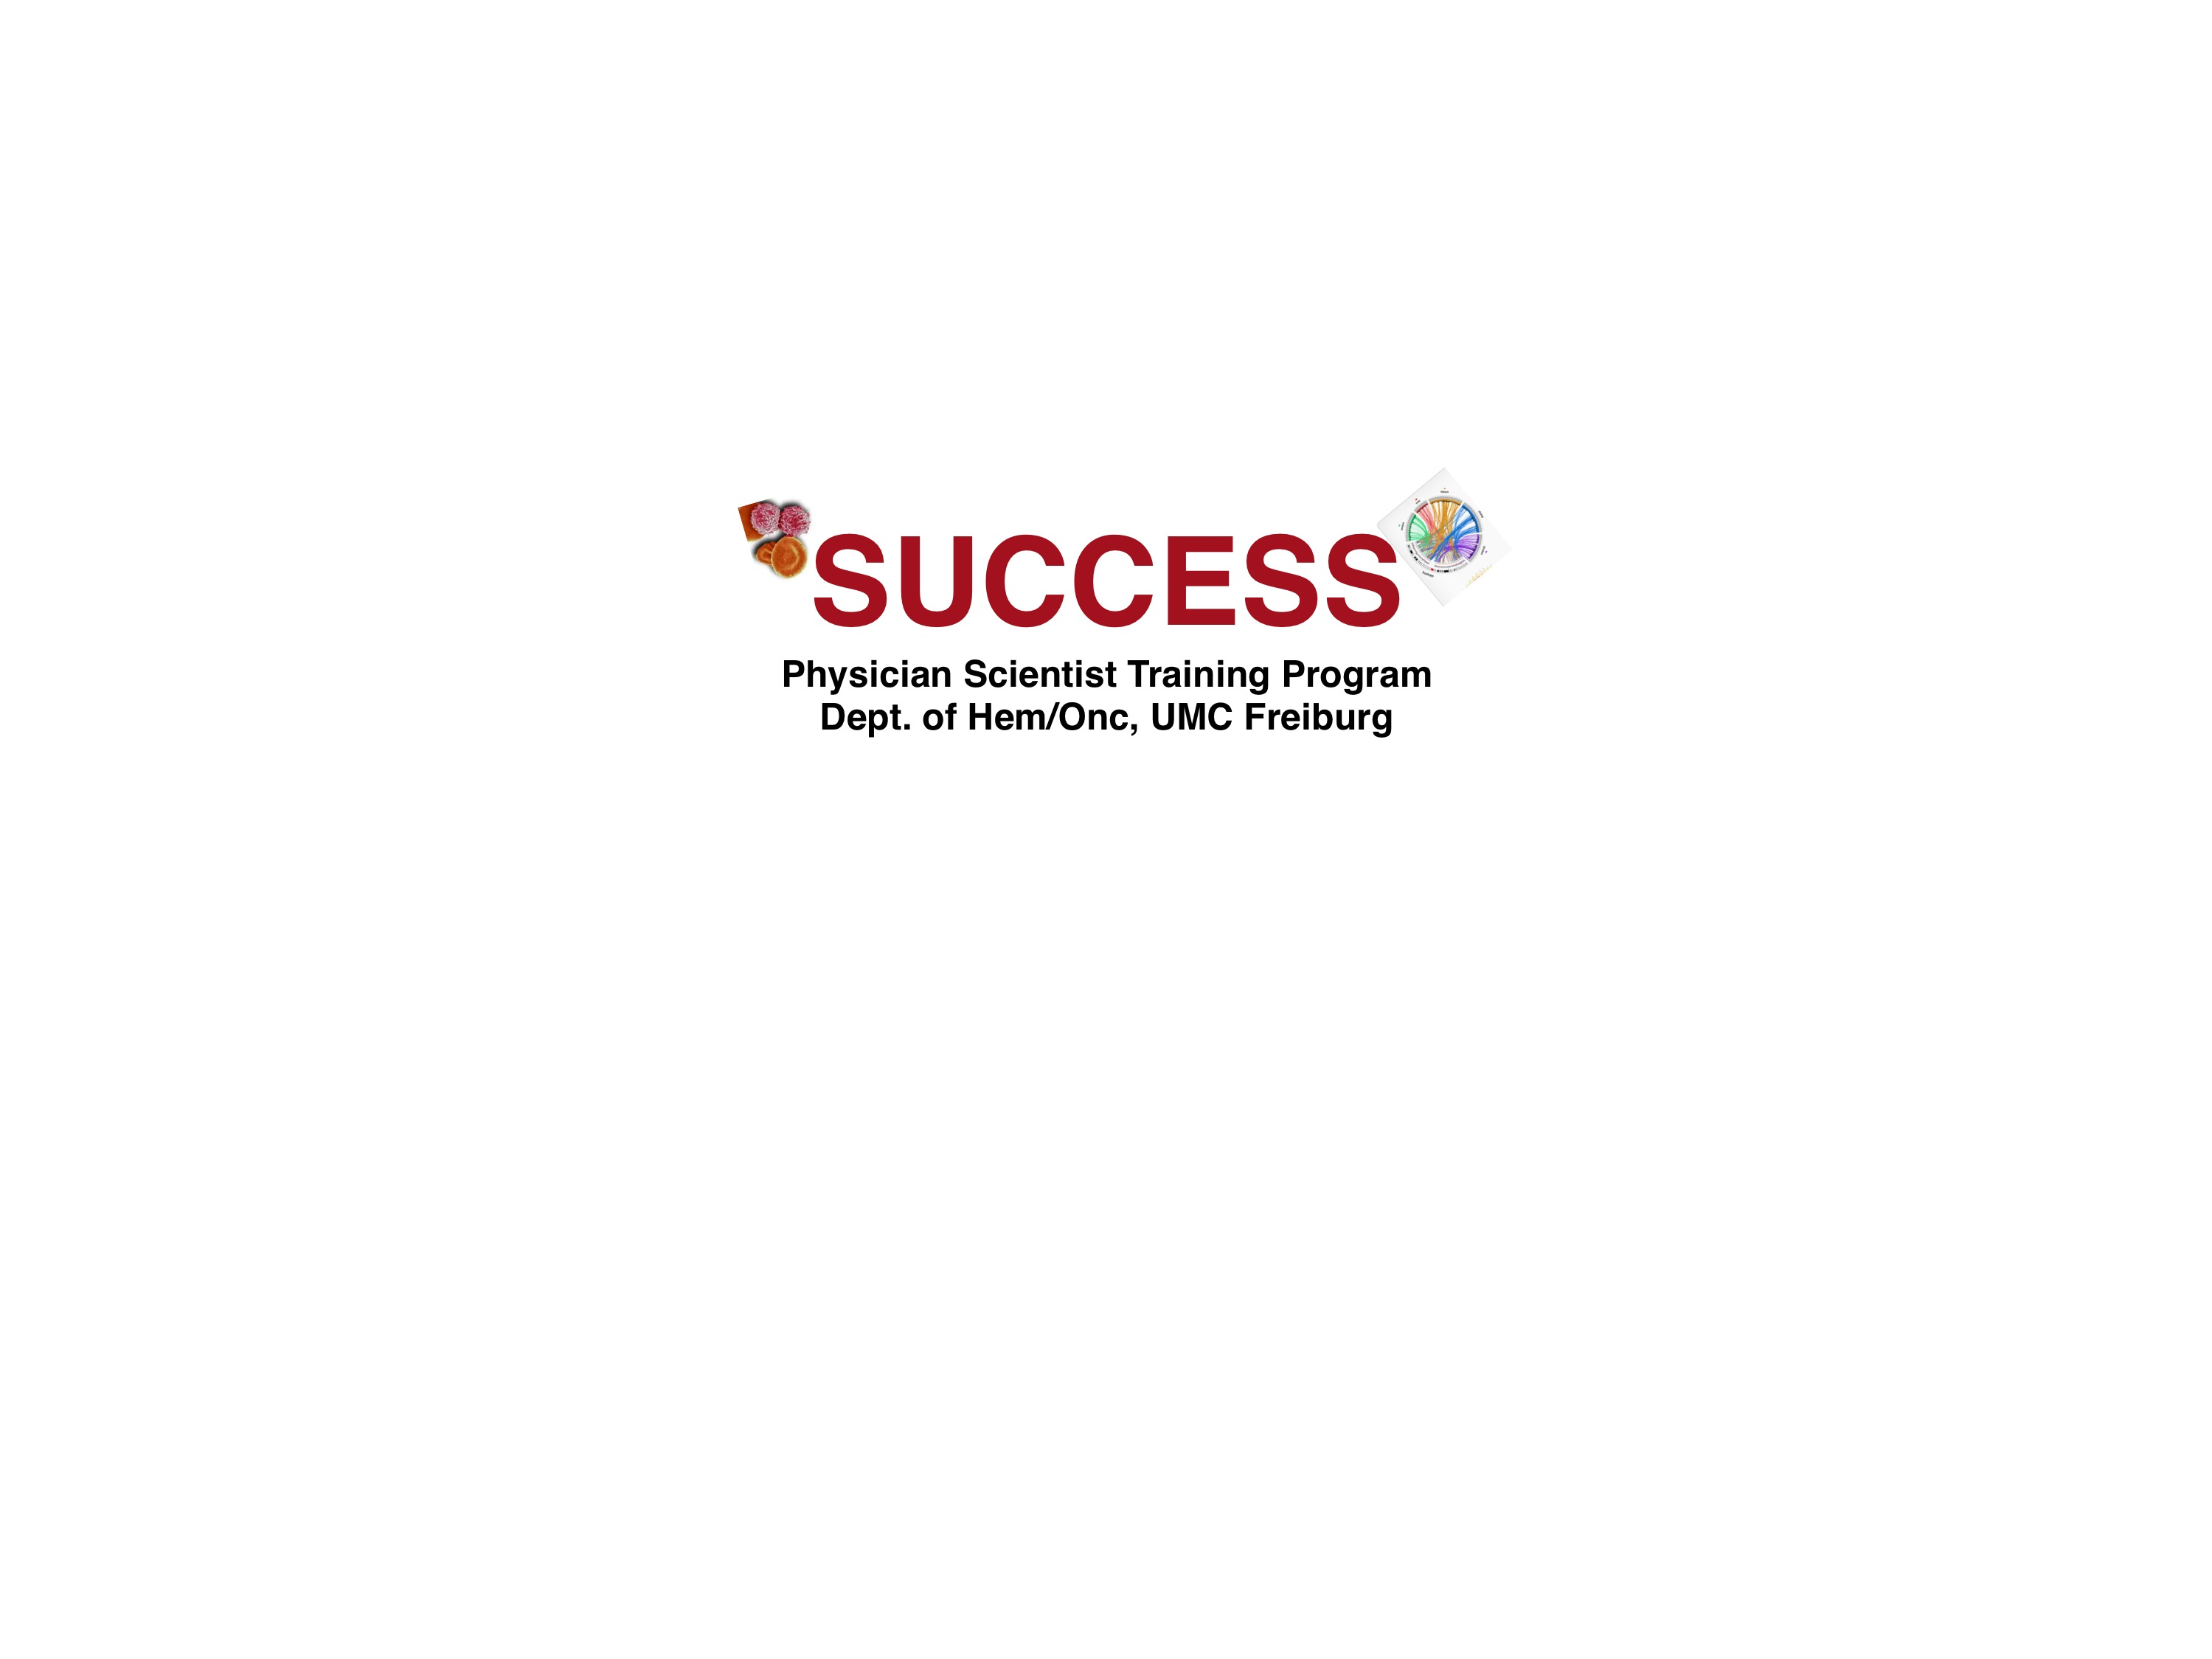 SUCCESS
Physician Scientist Training Program
Dept. of Hem/Onc, UMC Freiburg